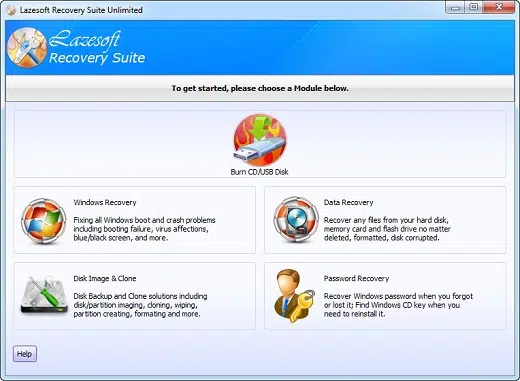 Lazesoft Recovery Suite Unlimited
Lazesoft
Recovery Suite
To get started, please choose a Module below.
Burn CD/USB Disk
Windows Recovery
Fixing all Windows boot and crash problems
including booting failure, virus affections,
blue/black screen, and more.
Data Recovery
Recover any files from your hard disk,
memory card and flash drive no matter
deleted, formatted, disk corrupted.
Disk Image & Clone
Disk Backup and Clone solutions including
disk/partition imaging, cloning, wiping,
partition creating, formating and more.
Password Recovery
Recover Windows password when you forgot
or lost it; Find Windows CD key when you
need to reinstall it.
Help